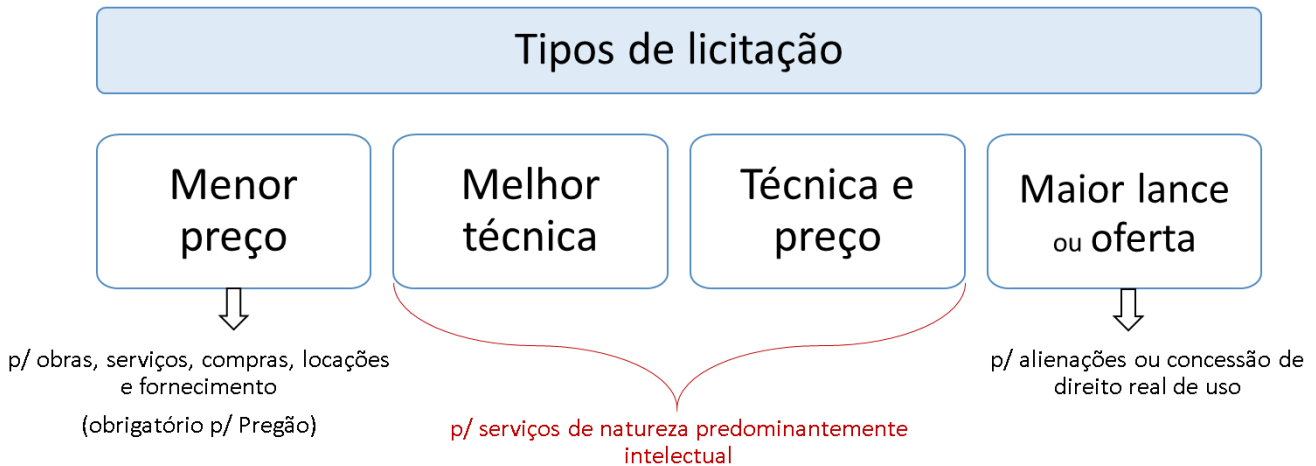 Tipos de licitação
Menor
preço
Melhor
técnica
Técnica e
preço
Maior lance
ou oferta
p/ obras, serviços, compras, locações
e fornecimento
(obrigatório p/ Pregão)
p/ serviços de natureza predominantemente
intelectual
p/ alienações ou concessão de
direito real de uso